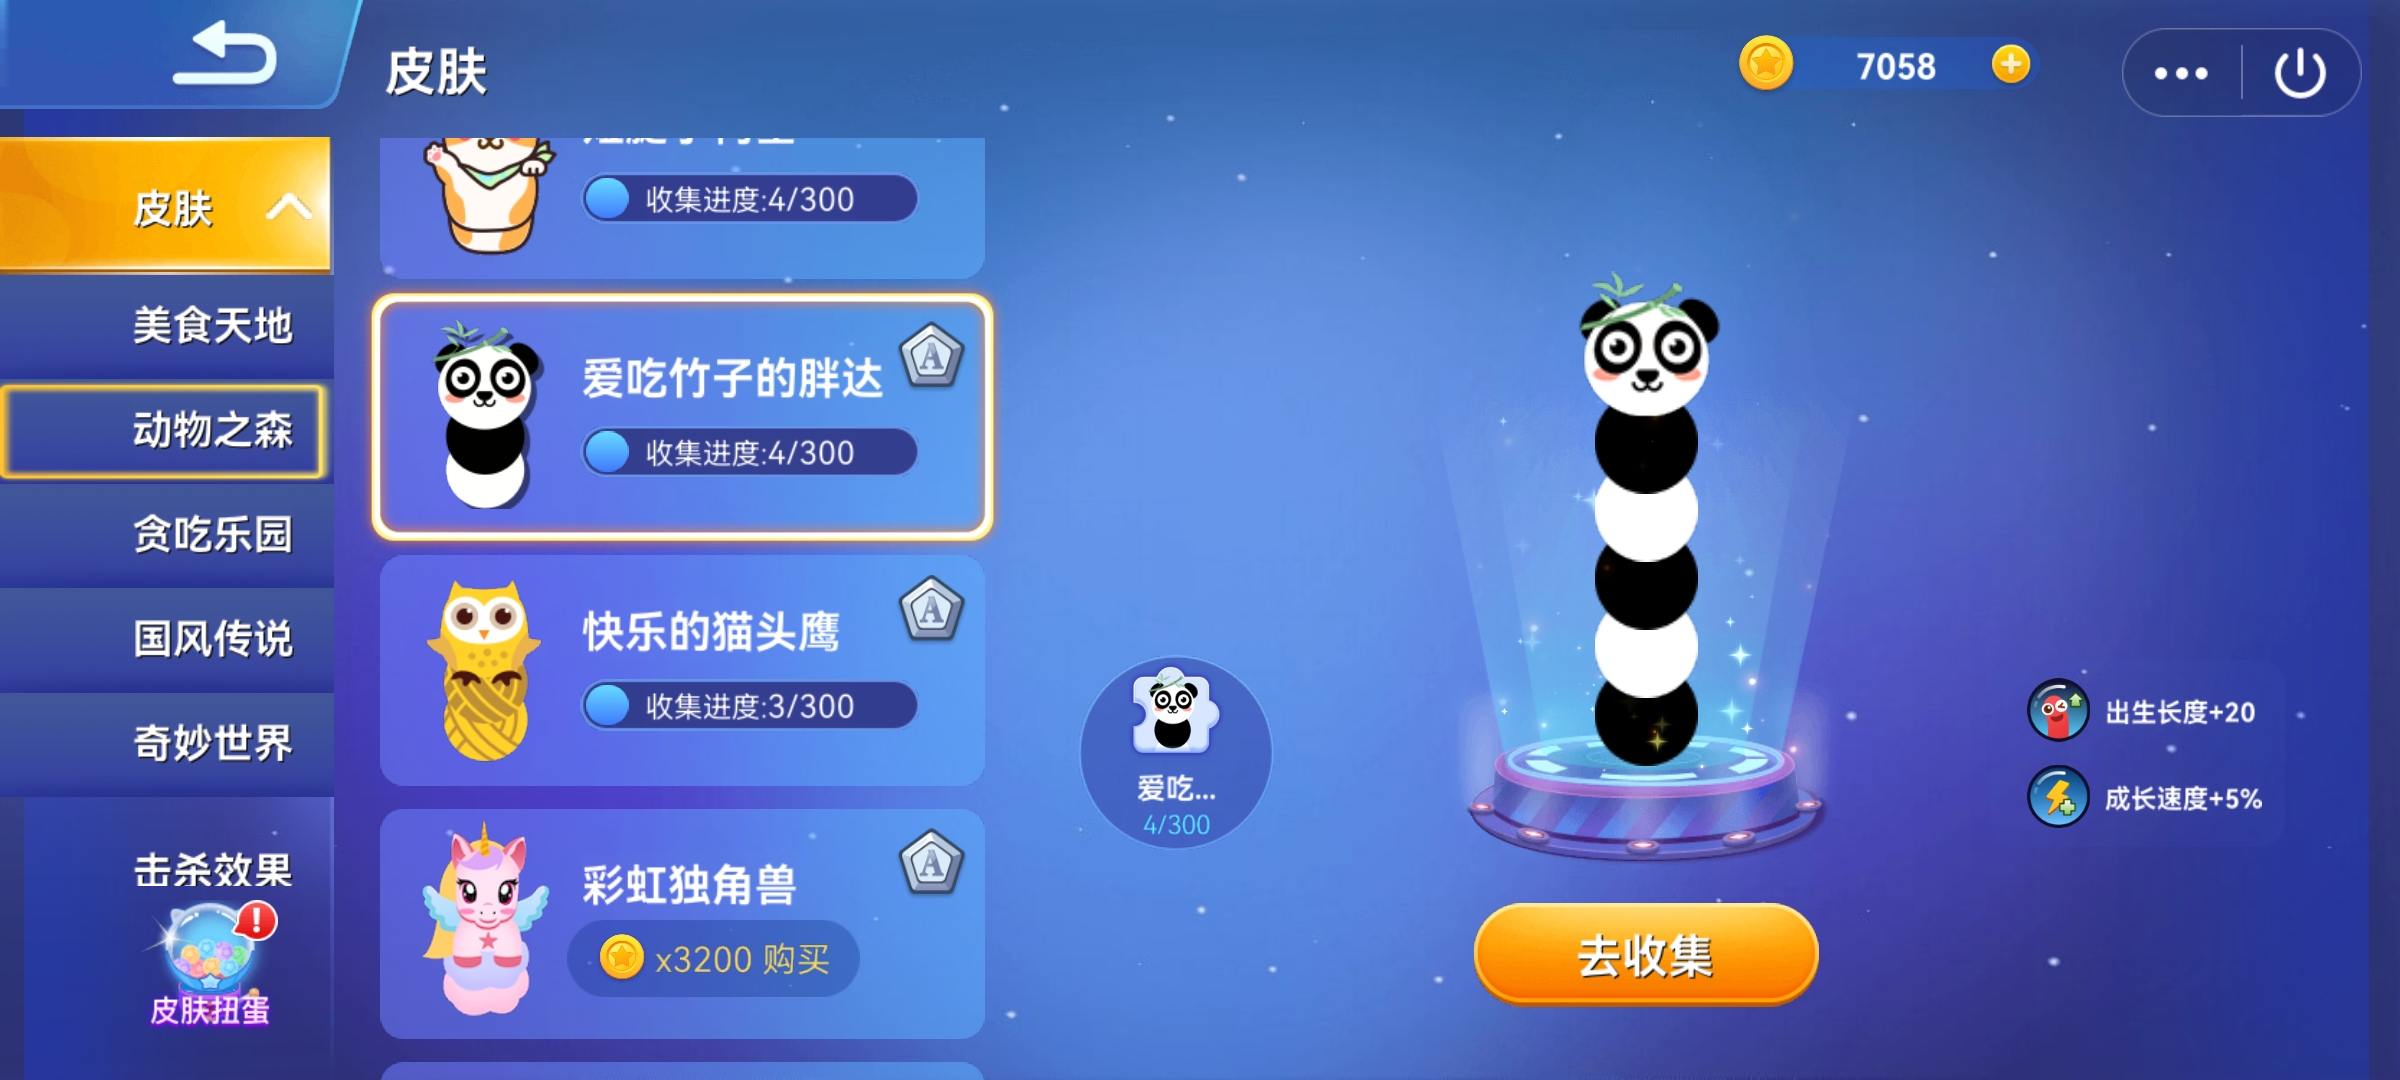 皮肤
7058
皮肤
美食天地
动物之森
贪吃乐园
国风传说
奇妙世界
击杀效果
皮肤扭蛋
收集进度:4/300
爱吃竹子的胖达
A
收集进度:4/300
快乐的猫头鹰
A
收集进度:3/300
彩虹独角兽
A
x3200 购买
爱吃...
4/300
出生长度+20
成长速度+5%
去收集